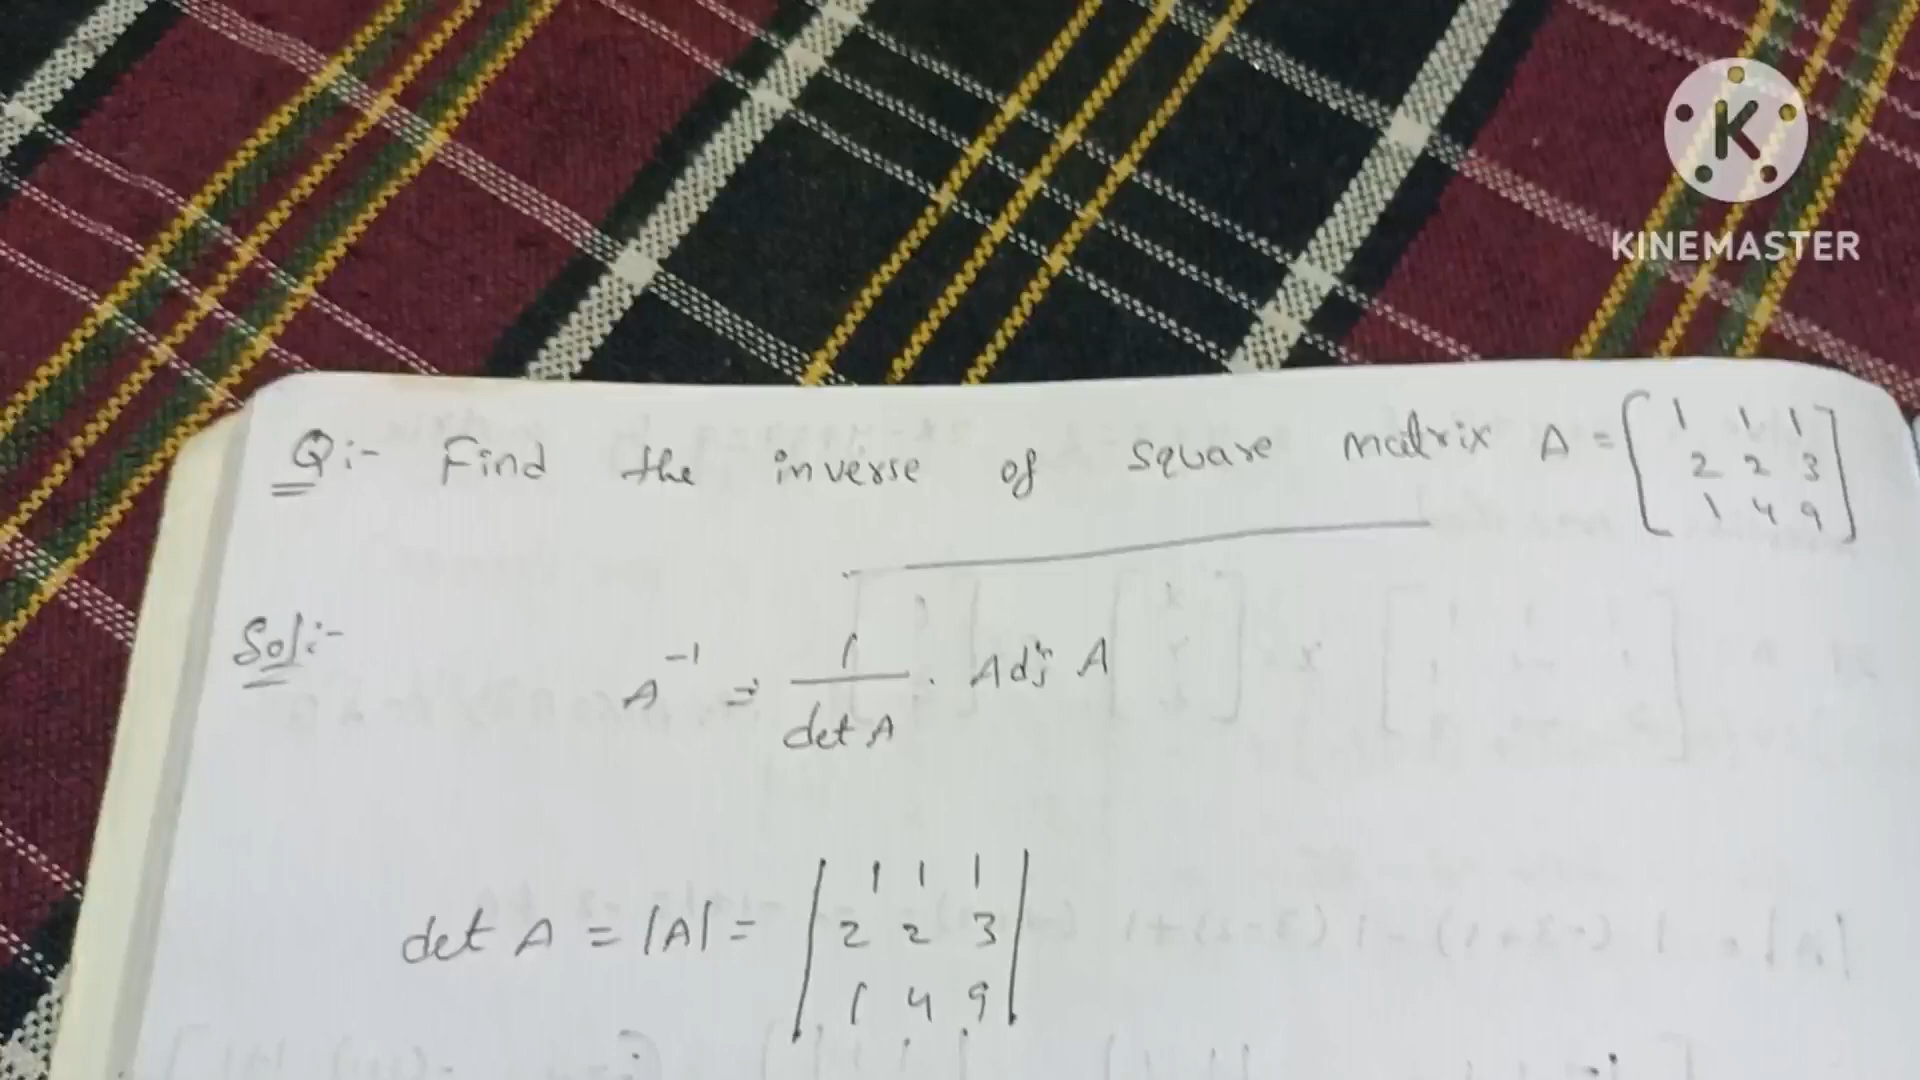 KINEMASTER
Q:- Find the inverse of square matrix A = [1 1 1
2 2 3
1 4 9]
Sol:-
A⁻¹ = 1/det A . Adj A
det A = |A| = |1 1 1
2 2 3
1 4 9|